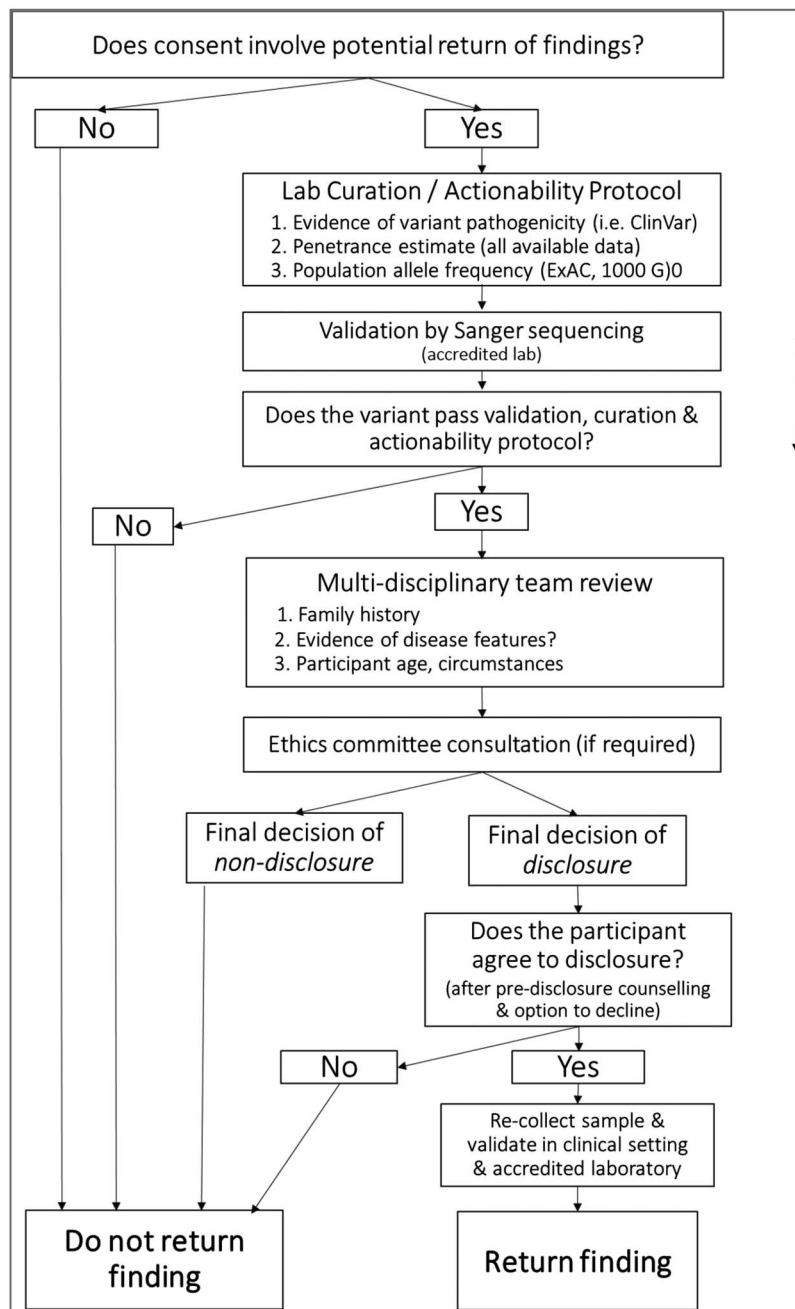 Does consent involve potential return of findings?
No
Yes
Lab Curation / Actionability Protocol
1. Evidence of variant pathogenicity (i.e. ClinVar)
2. Penetrance estimate (all available data)
3. Population allele frequency (ExAC, 1000 G)0
Validation by Sanger sequencing
(accredited lab)
Does the variant pass validation, curation &
actionability protocol?
No
Yes
Multi-disciplinary team review
1. Family history
2. Evidence of disease features?
3. Participant age, circumstances
Ethics committee consultation (if required)
Final decision of
non-disclosure
Final decision of
disclosure
Does the participant
agree to disclosure?
(after pre-disclosure counselling
& option to decline)
No
Yes
Re-collect sample &
validate in clinical setting
& accredited laboratory
Do not return
finding
Return finding